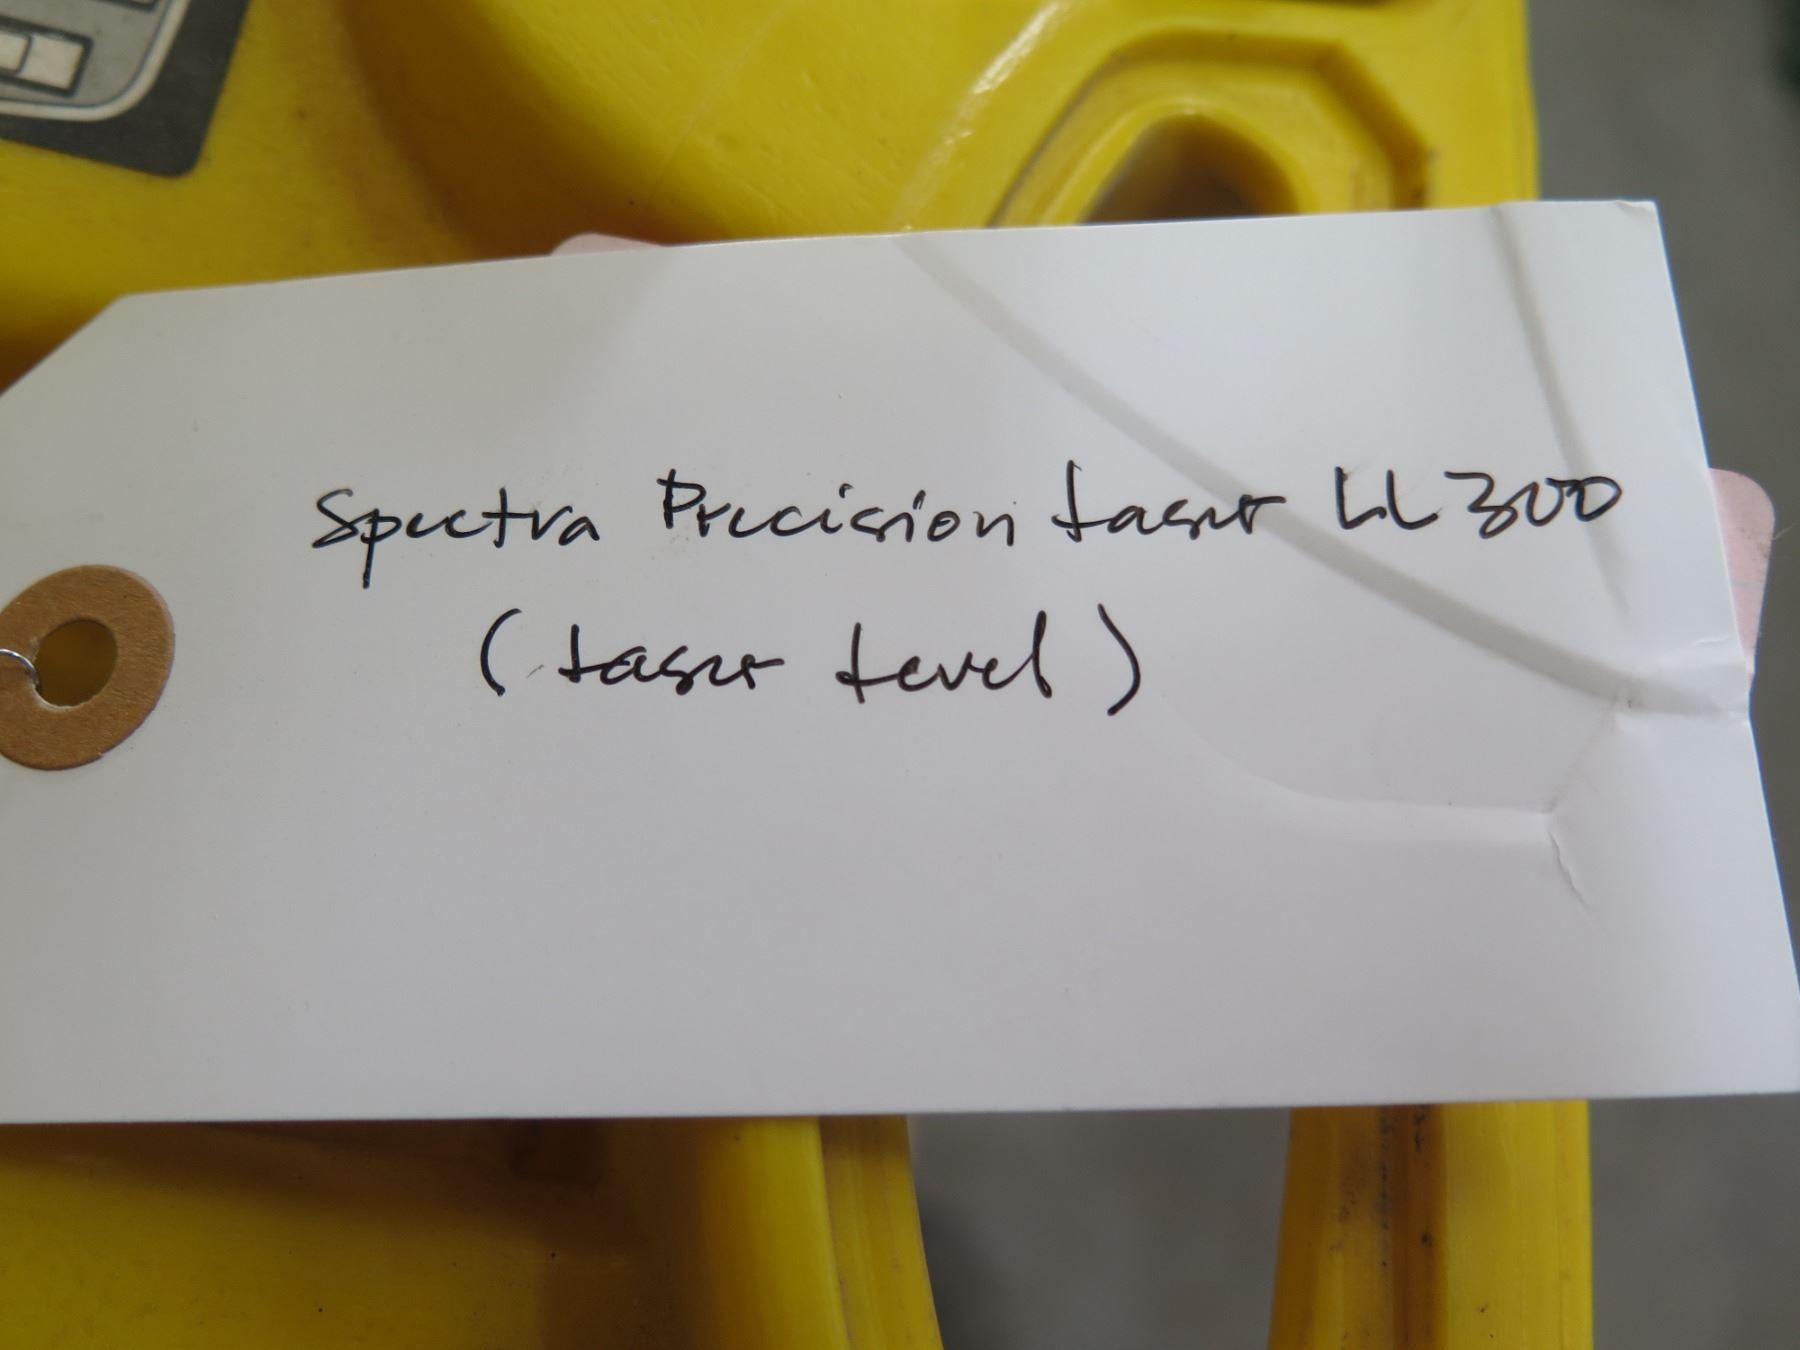 Spectra Precision Laser LL300
(Laser Level)